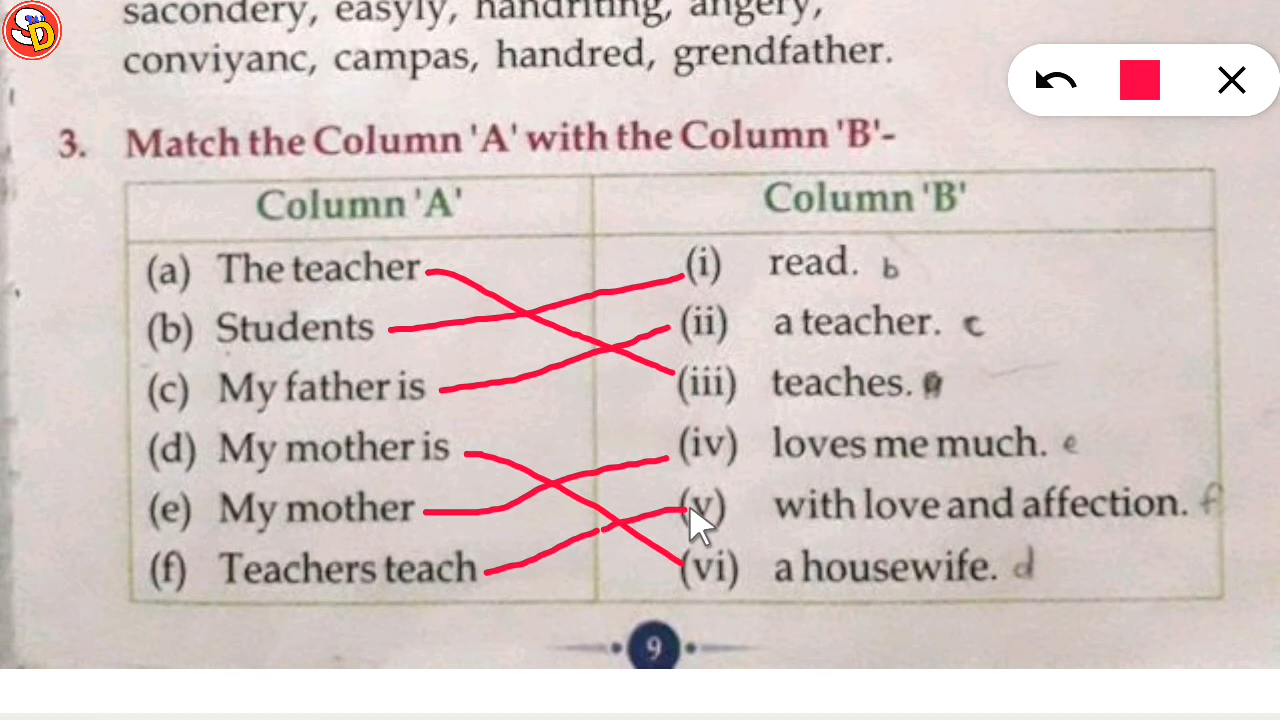 sacondery, easyly, handriting, angery,
conviyanc, campas, handred, grendfather.
3. Match the Column 'A' with the Column 'B'-
Column 'A' Column 'B'
(a) The teacher (i) read. b
(b) Students (ii) a teacher. c
(c) My father is (iii) teaches. a
(d) My mother is (iv) loves me much. e
(e) My mother (v) with love and affection. f
(f) Teachers teach (vi) a housewife. d
9